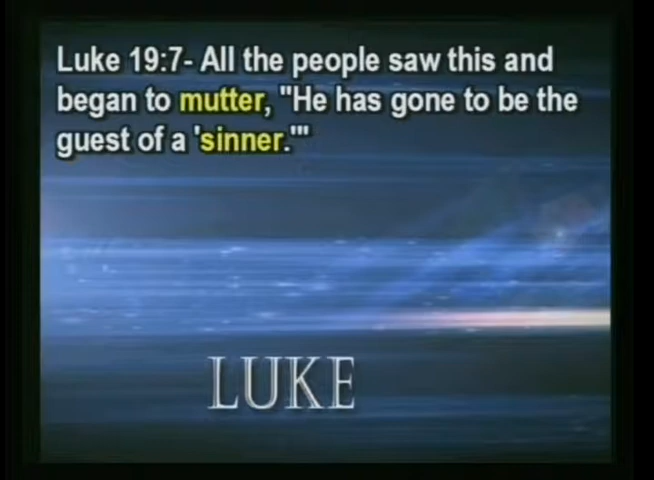 Luke 19:7- All the people saw this and
began to mutter, "He has gone to be the
guest of a 'sinner.'"
LUKE